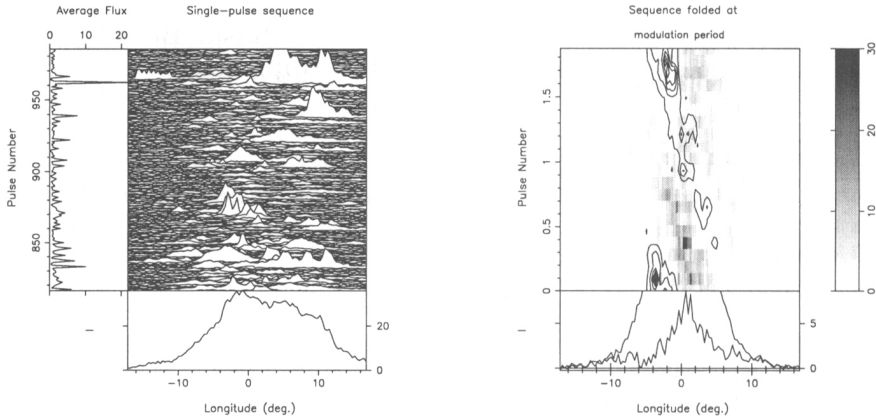 Average Flux
Single-pulse sequence
0 10 20
Pulse Number
950
900
850
I
20
0
-10 0 10
Longitude (deg.)
Sequence folded at
modulation period
Pulse Number
1.5
1
0.5
0
I
5
0
-10 0 10
Longitude (deg.)
30
20
10
0